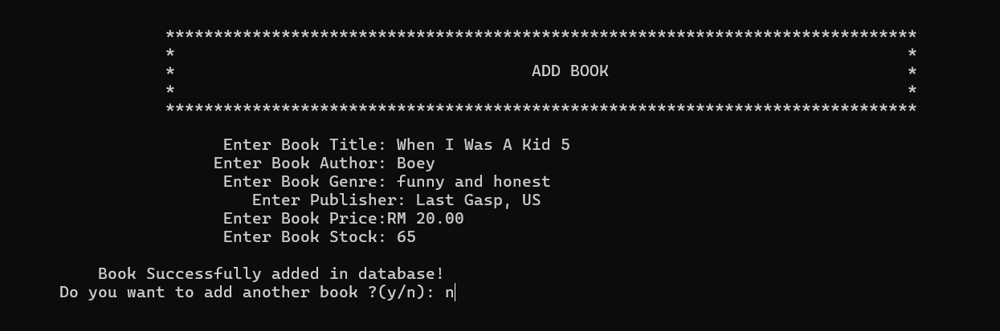 ******************************************************************************
* *
* ADD BOOK *
* *
******************************************************************************
Enter Book Title: When I Was A Kid 5
Enter Book Author: Boey
Enter Book Genre: funny and honest
Enter Publisher: Last Gasp, US
Enter Book Price:RM 20.00
Enter Book Stock: 65
Book Successfully added in database!
Do you want to add another book ?(y/n): n